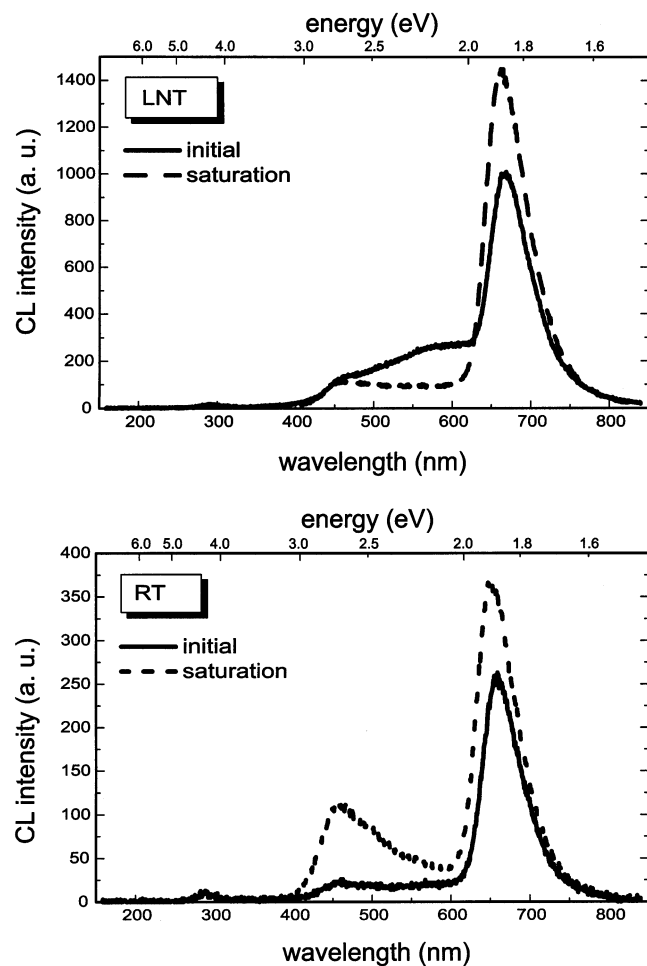 energy (eV)
6.0 5.0 4.0 3.0 2.5 2.0 1.8 1.6
1400
1200
1000
800
600
400
200
0
CL intensity (a. u.)
LNT
initial
saturation
200 300 400 500 600 700 800
wavelength (nm)
energy (eV)
6.0 5.0 4.0 3.0 2.5 2.0 1.8 1.6
400
350
300
250
200
150
100
50
0
CL intensity (a. u.)
RT
initial
saturation
200 300 400 500 600 700 800
wavelength (nm)